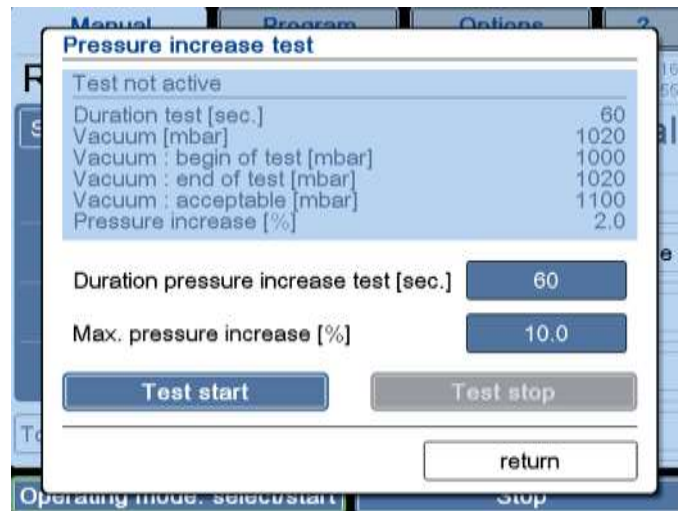 Manual Program Options ?
Pressure increase test
Test not active
Duration test [sec.] 60
Vacuum [mbar] 1020
Vacuum : begin of test [mbar] 1000
Vacuum : end of test [mbar] 1020
Vacuum : acceptable [mbar] 1100
Pressure increase [%] 2.0
Duration pressure increase test [sec.] 60
Max. pressure increase [%] 10.0
Test start Test stop
return
Operating mode: select/start Stop